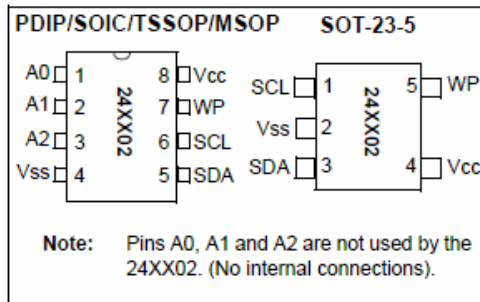 PDIP/SOIC/TSSOP/MSOP
A0 1 8 Vcc
A1 2 7 WP
A2 3 6 SCL
Vss 4 5 SDA
24XX02
SOT-23-5
SCL 1 5 WP
Vss 2
SDA 3 4 Vcc
24XX02
Note: Pins A0, A1 and A2 are not used by the
24XX02. (No internal connections).